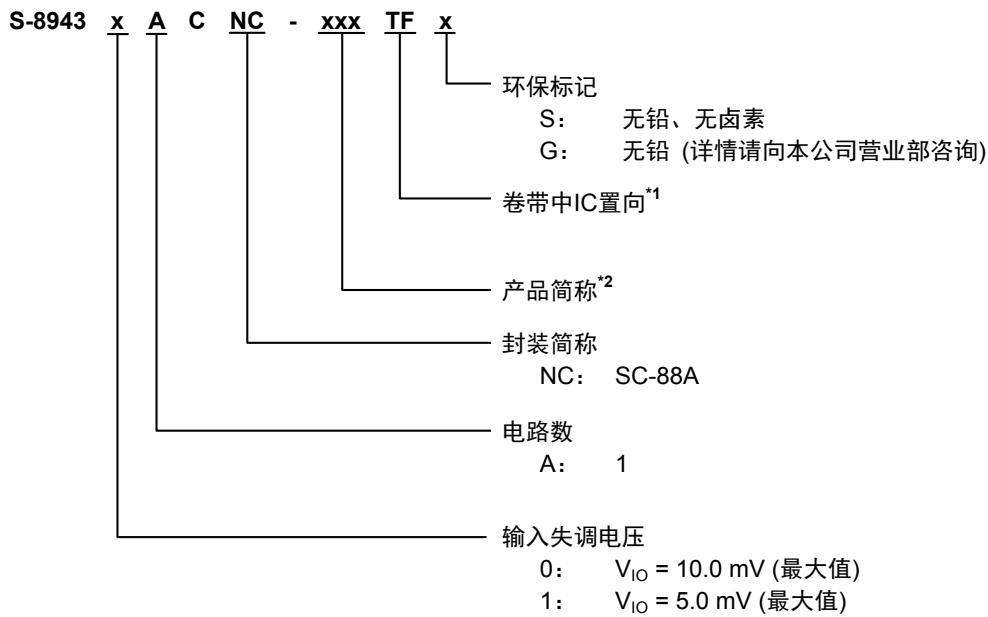 S-8943 x A C NC - xxx TF x
环保标记
S： 无铅、无卤素
G： 无铅 (详情请向本公司营业部咨询)
卷带中IC置向*1
产品简称*2
封装简称
NC： SC-88A
电路数
A： 1
输入失调电压
0： VIO = 10.0 mV (最大值)
1： VIO = 5.0 mV (最大值)